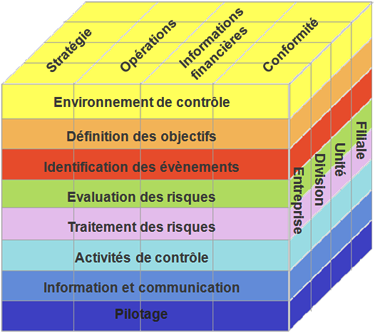 Stratégie
Opérations
Informations
financières
Conformité
Environnement de contrôle
Définition des objectifs
Identification des évènements
Evaluation des risques
Traitement des risques
Activités de contrôle
Information et communication
Pilotage
Entreprise
Division
Unité
Filiale